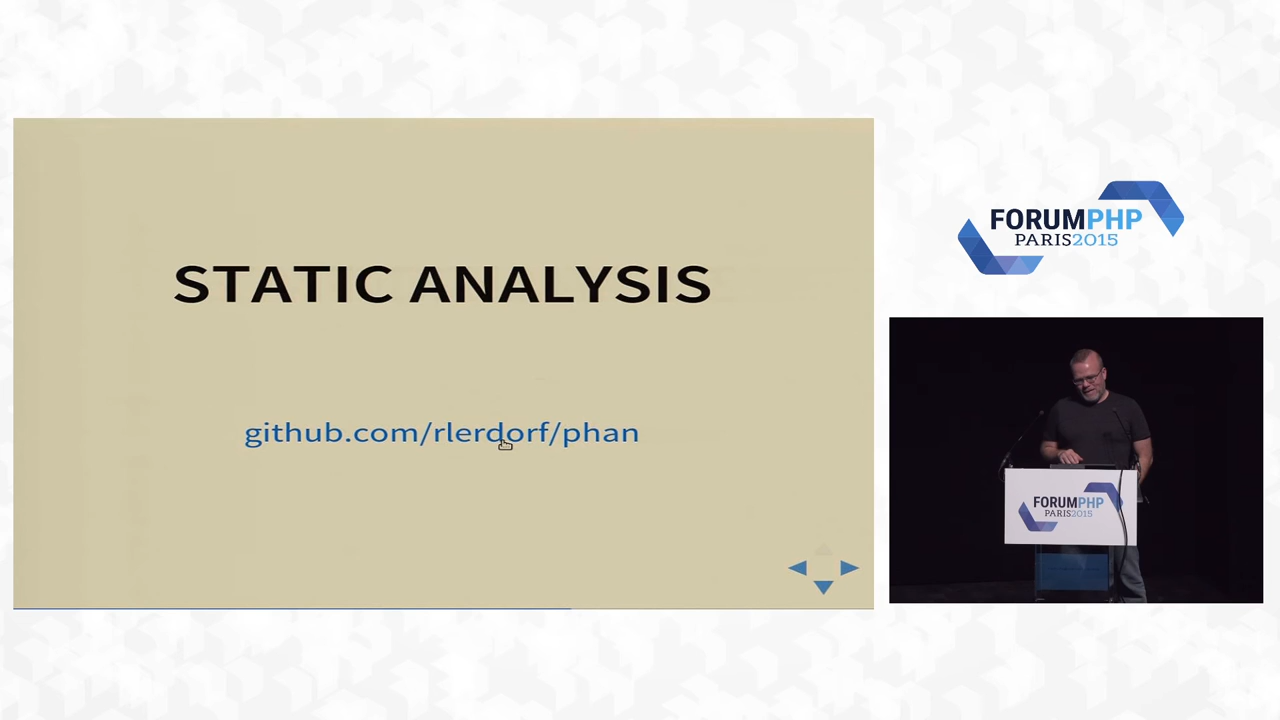 STATIC ANALYSIS
github.com/rlerdorf/phan
FORUMPHP
PARIS2015
FORUMPHP
PARIS2015